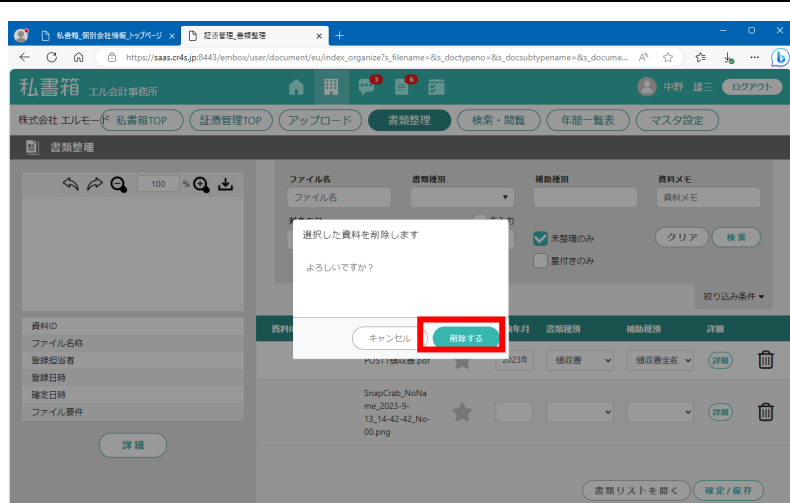 私書箱_個別会社情報_トップページ
証憑管理_書類整理
https://saas.cr4s.jp:8443/embox/user/document/eu/index_organize?s_filename=&s_doctypeno=&s_docsubtypename=&s_docume...
私書箱 エル会計事務所
3
6
中野 雄三
ログアウト
株式会社 エルモー
私書箱TOP
証憑管理TOP
アップロード
書類整理
検索・閲覧
年間一覧表
マスタ設定
書類整理
100 %
ファイル名 書類種別 補助種別 資料メモ
ファイル名
資料メモ
未整理のみ
星付きのみ
クリア
検索
絞り込み条件 ▼
選択した資料を削除します
よろしいですか？
キャンセル
削除する
資料ID
ファイル名称
登録担当者
登録日時
確定日時
ファイル要件
詳細
年月 書類種別 補助種別 詳細
POST1領収書.pdf
2023年
領収書
領収書全般
詳細
SnapCrab_NoNa
me_2023-9-
13_14-42-42_No-
00.png
詳細
書類リストを開く
確定/保存